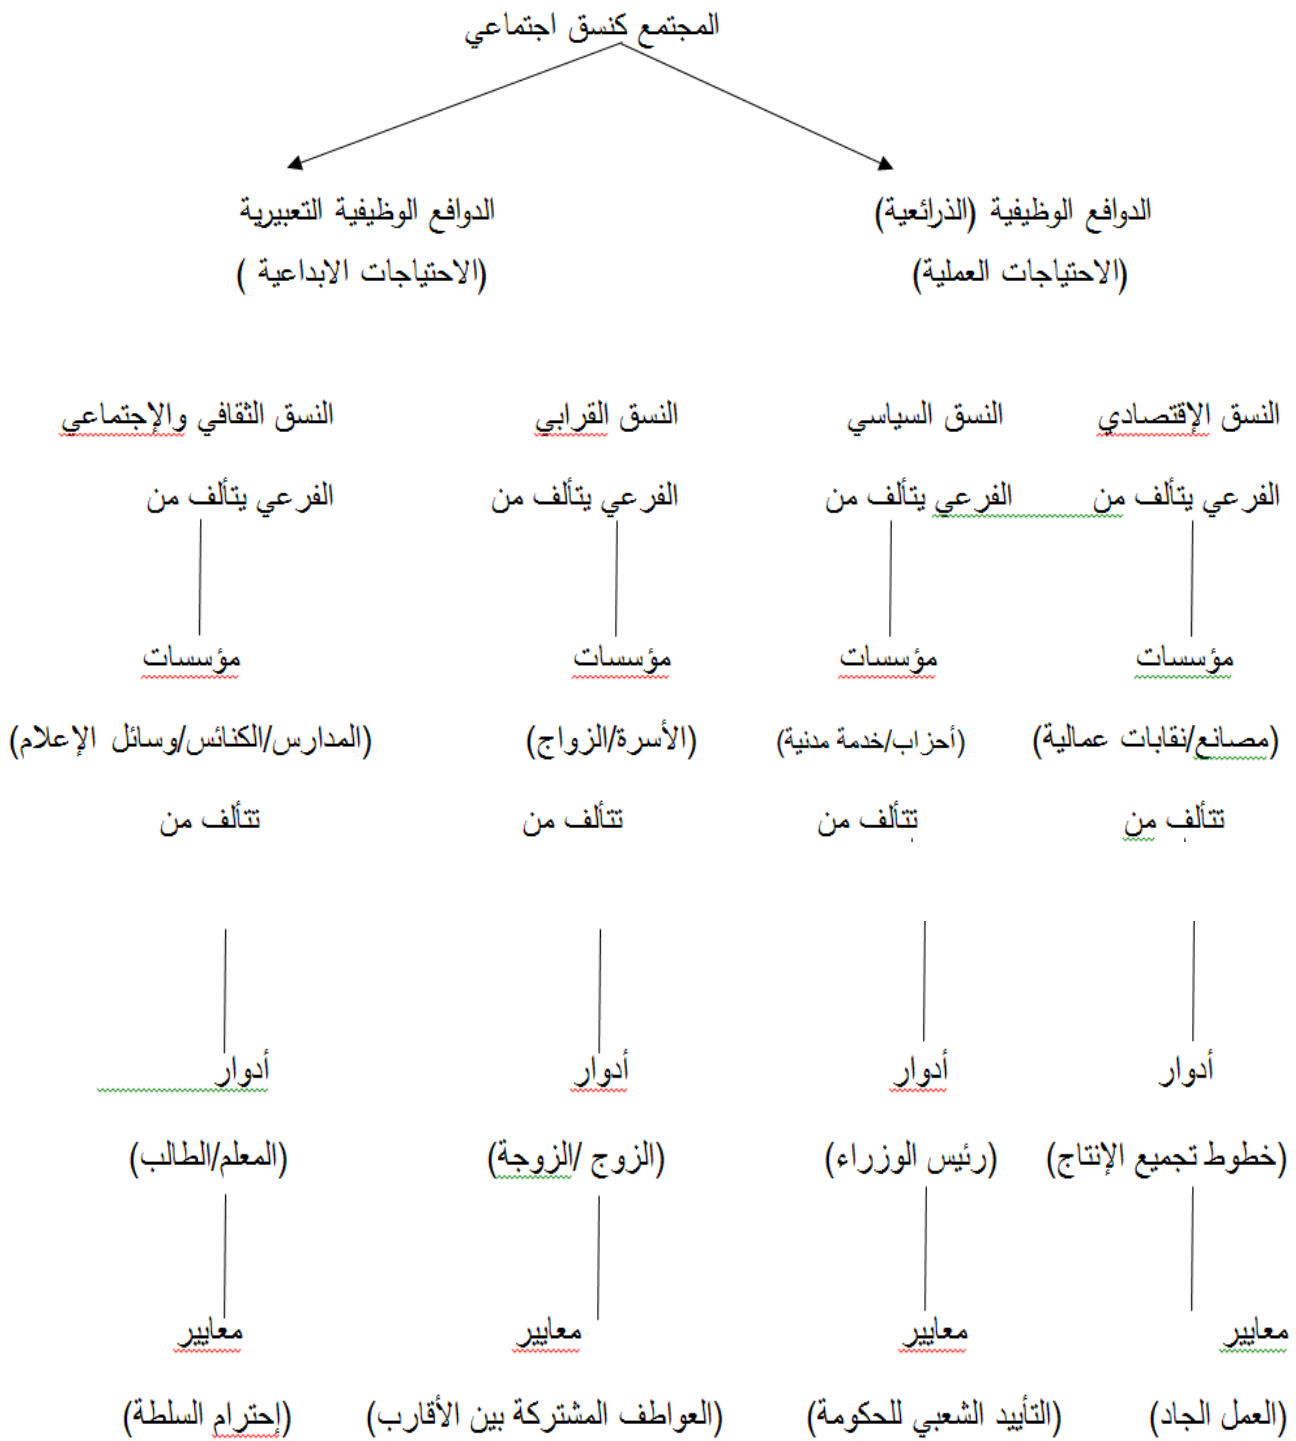 المجتمع كنسق اجتماعي
الدوافع الوظيفية (الذرائعية) الدوافع الوظيفية التعبيرية
(الاحتياجات العملية) (الاحتياجات الابداعية )
النسق الإقتصادي النسق السياسي النسق القرابي النسق الثقافي والإجتماعي
الفرعي يتألف من الفرعي يتألف من الفرعي يتألف من الفرعي يتألف من
مؤسسات مؤسسات مؤسسات مؤسسات
(مصانع/نقابات عمالية) (أحزاب/خدمة مدنية) (الأسرة/الزواج) (المدارس/الكنائس/وسائل الإعلام)
تتألف من تتألف من تتألف من تتألف من
أدوار أدوار أدوار أدوار
(خطوط تجميع الإنتاج) (رئيس الوزراء) (الزوج /الزوجة) (المعلم/الطالب)
معايير معايير معايير معايير
(العمل الجاد) (التأييد الشعبي للحكومة) (العواطف المشتركة بين الأقارب) (إحترام السلطة)